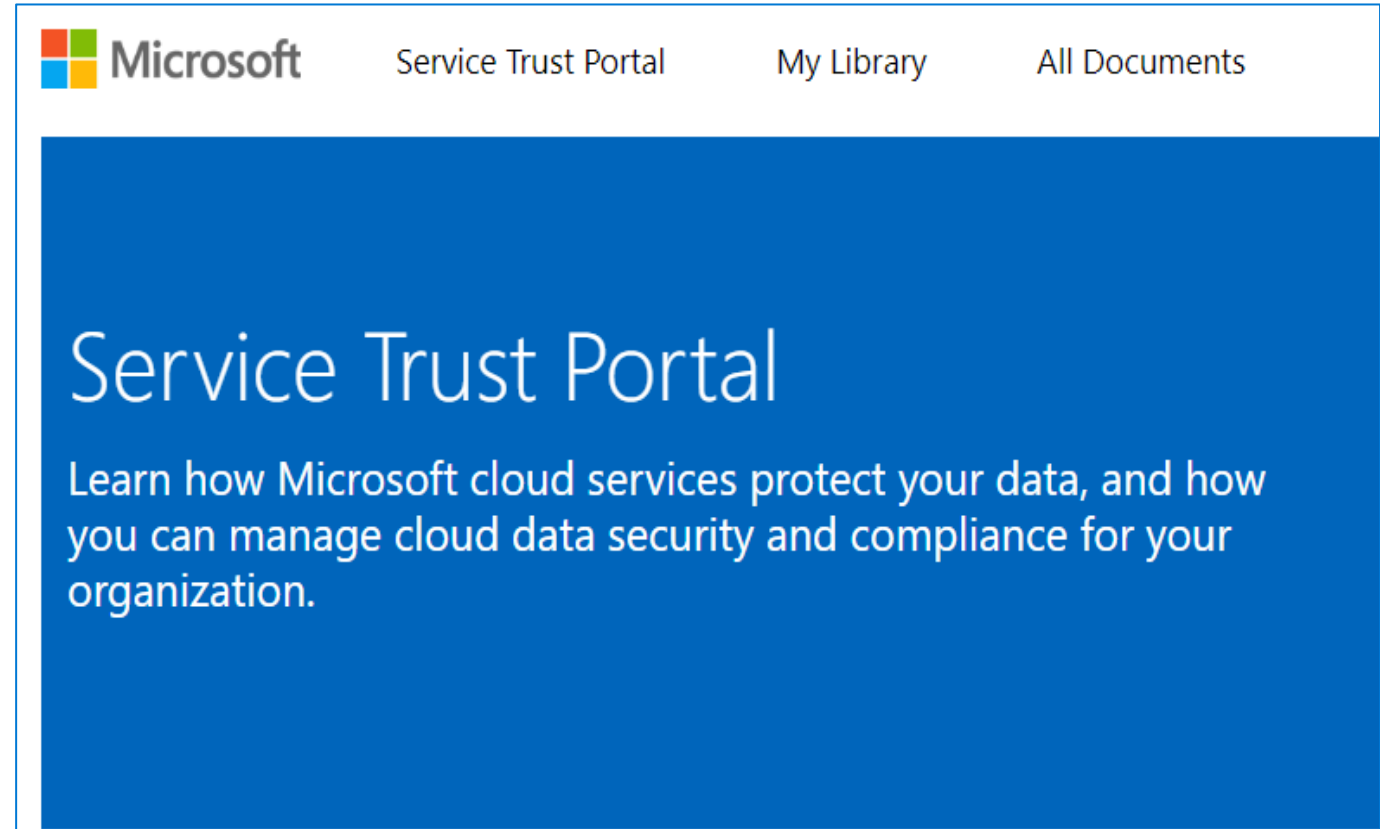 Microsoft Service Trust Portal My Library All Documents
Service Trust Portal
Learn how Microsoft cloud services protect your data, and how
you can manage cloud data security and compliance for your
organization.